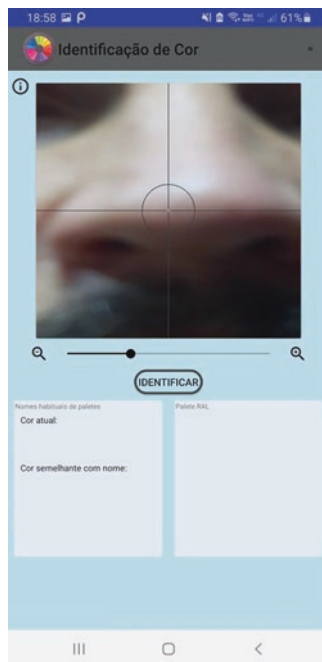 18:58 61%
Identificação de Cor
IDENTIFICAR
Nomes habituais de paletes
Palete RAL
Cor atual:
Cor semelhante com nome: